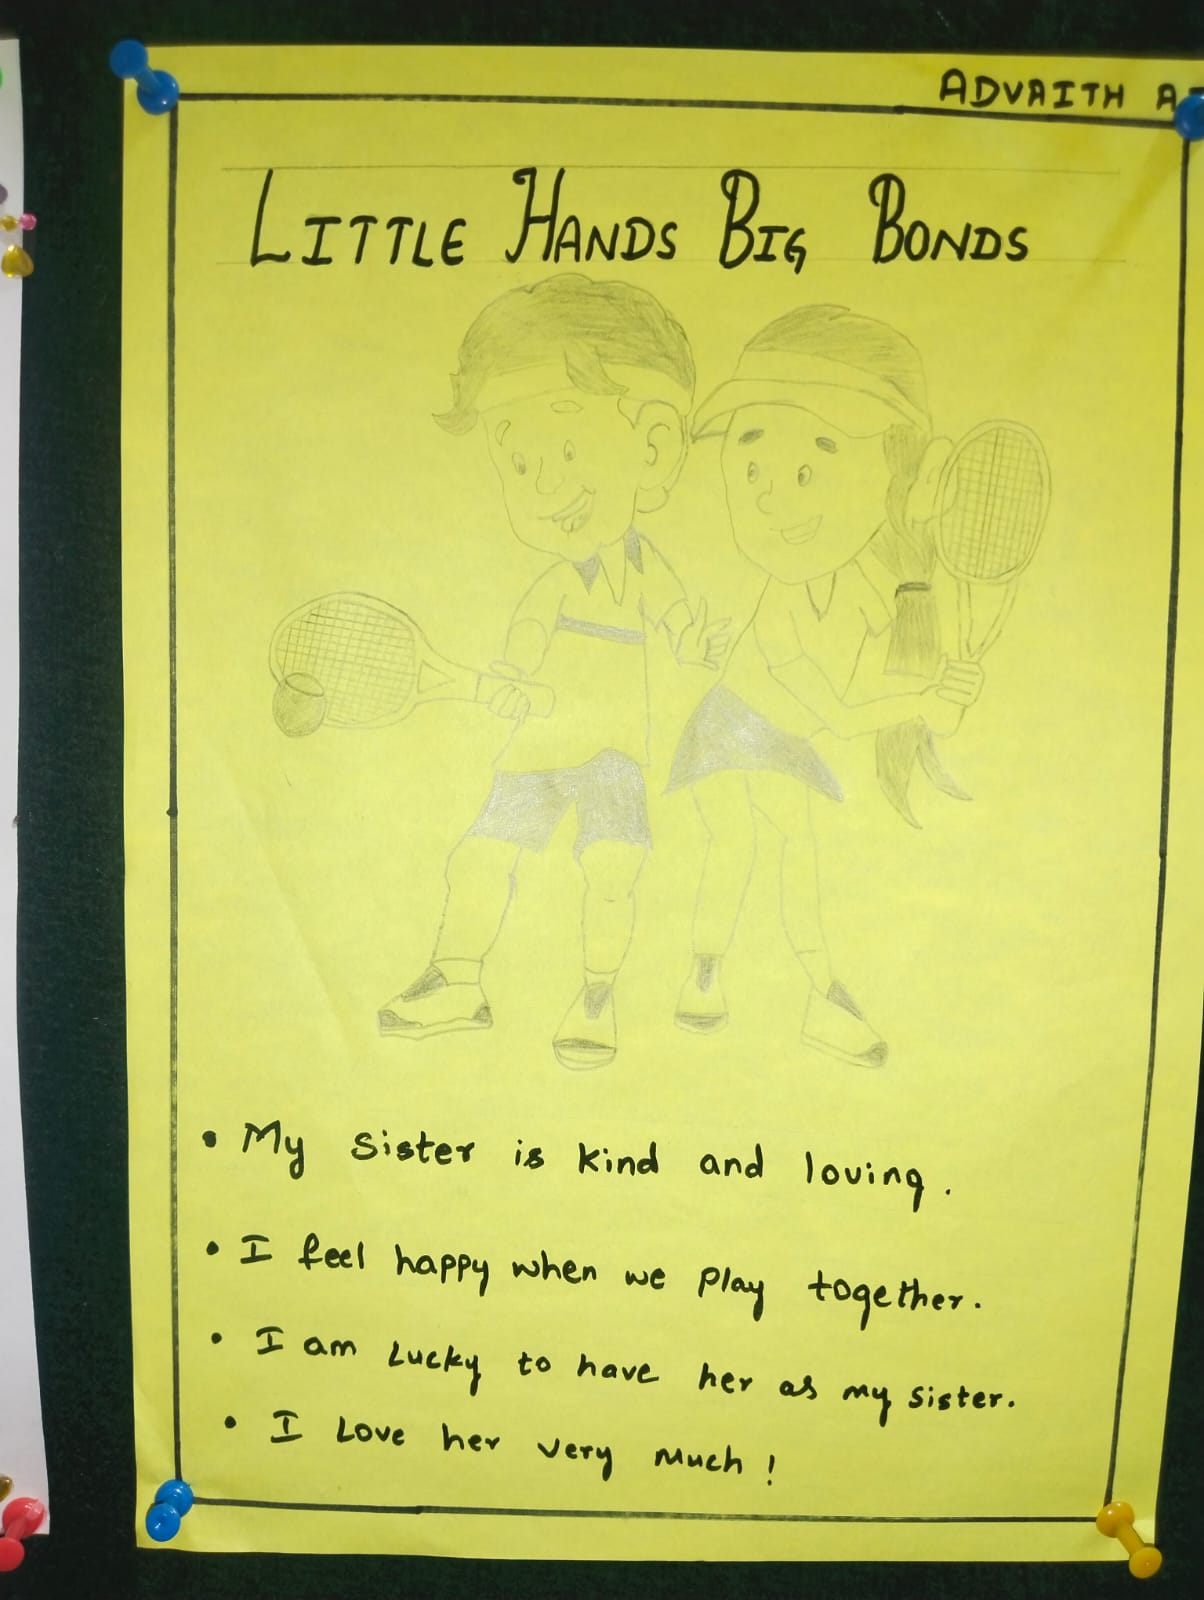 ADVAITH
LITTLE HANDS BIG BONDS
• My sister is kind and loving.
• I feel happy when we play together.
• I am Lucky to have her as my sister.
• I Love her very much!